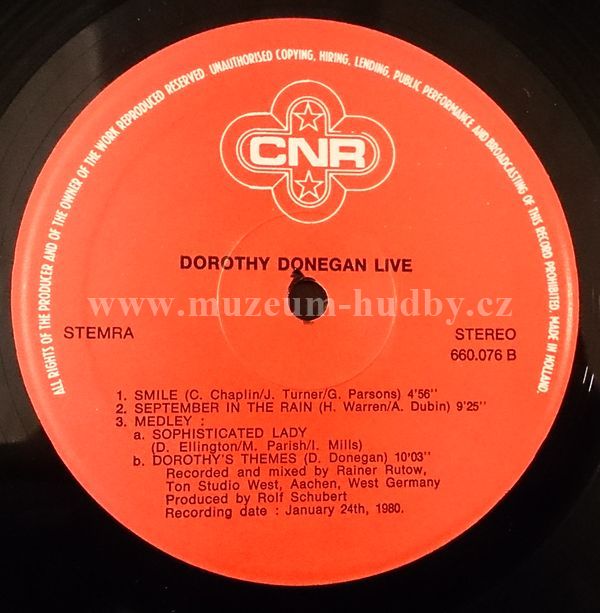 ALL RIGHTS OF THE PRODUCER AND OF THE OWNER OF THE WORK REPRODUCED RESERVED. UNAUTHORISED COPYING, HIRING, LENDING, PUBLIC PERFORMANCE AND BROADCASTING OF THIS RECORD PROHIBITED. MADE IN HOLLAND.
CNR
DOROTHY DONEGAN LIVE
www.muzeum-hudby.cz
STEMRA
STEREO
660.076 B
1. SMILE (C. Chaplin/J. Turner/G. Parsons) 4'56''
2. SEPTEMBER IN THE RAIN (H. Warren/A. Dubin) 9'25''
3. MEDLEY :
a. SOPHISTICATED LADY
(D. Ellington/M. Parish/I. Mills)
b. DOROTHY'S THEMES (D. Donegan) 10'03''
Recorded and mixed by Rainer Rutow,
Ton Studio West, Aachen, West Germany
Produced by Rolf Schubert
Recording date : January 24th, 1980.